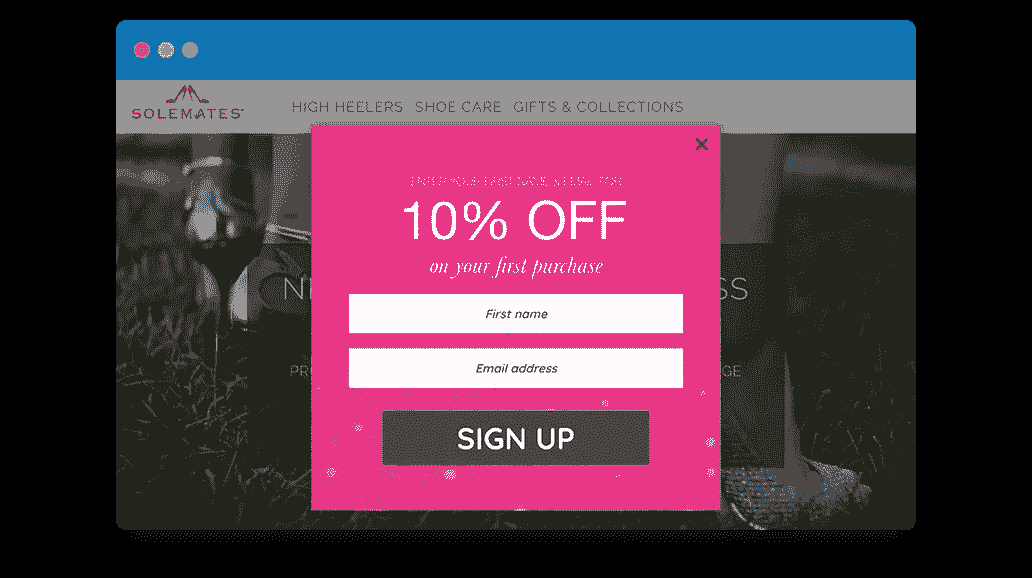 SOLEMATES
HIGH HEELERS SHOE CARE GIFTS & COLLECTIONS
10% OFF
on your first purchase
First name
Email address
SIGN UP